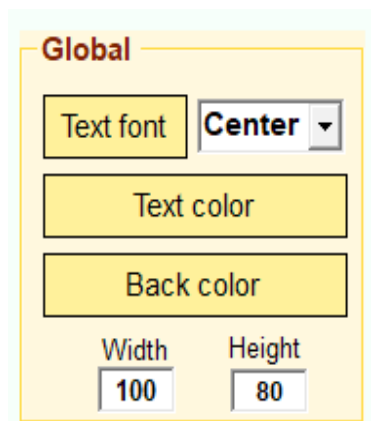 Global
Text font Center
Text color
Back color
Width Height
100 80